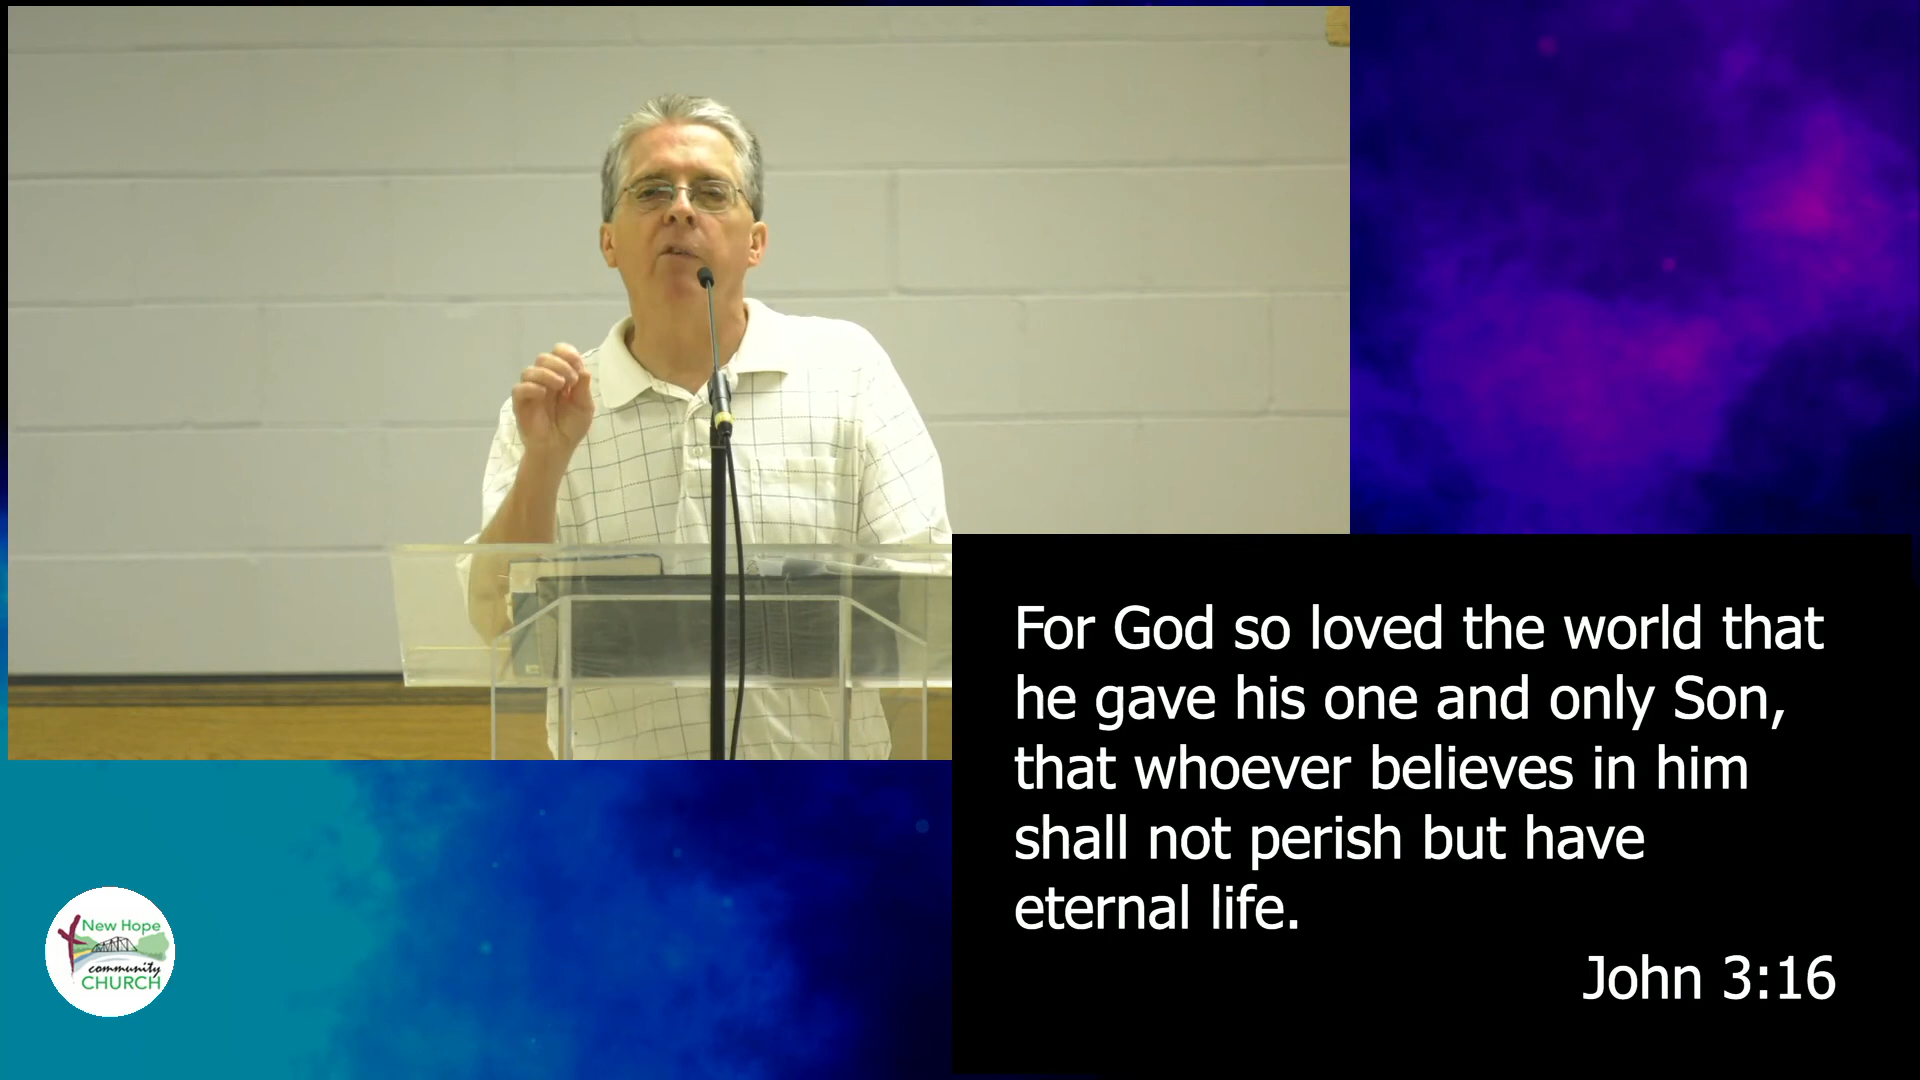 For God so loved the world that
he gave his one and only Son,
that whoever believes in him
shall not perish but have
eternal life.
John 3:16
New Hope
community
CHURCH